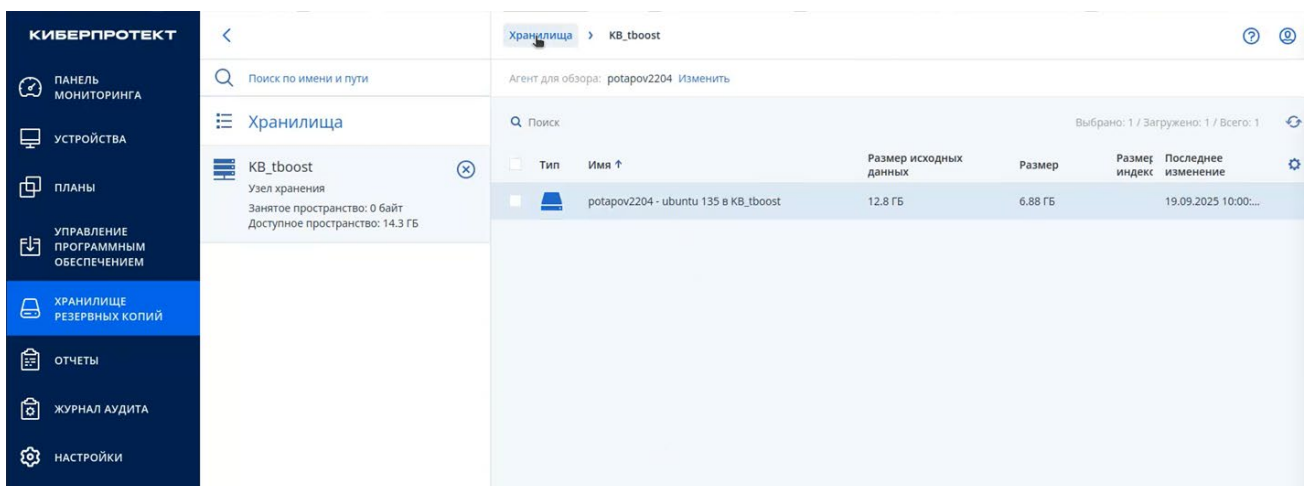 КИБЕРПРОТЕКТ
ПАНЕЛЬ
МОНИТОРИНГА
УСТРОЙСТВА
ПЛАНЫ
УПРАВЛЕНИЕ
ПРОГРАММНЫМ
ОБЕСПЕЧЕНИЕМ
ХРАНИЛИЩЕ
РЕЗЕРВНЫХ КОПИЙ
ОТЧЕТЫ
ЖУРНАЛ АУДИТА
НАСТРОЙКИ
Поиск по имени и пути
Хранилища
KB_tboost
Узел хранения
Занятое пространство: 0 байт
Доступное пространство: 14.3 ГБ
Хранилища > KB_tboost
Агент для обзора: potapov2204 Изменить
Поиск
Выбрано: 1 / Загружено: 1 / Всего: 1
Тип Имя ↑ Размер исходных данных Размер Размер индекс Последнее изменение
potapov2204 - ubuntu 135 в KB_tboost 12.8 ГБ 6.88 ГБ 19.09.2025 10:00:...